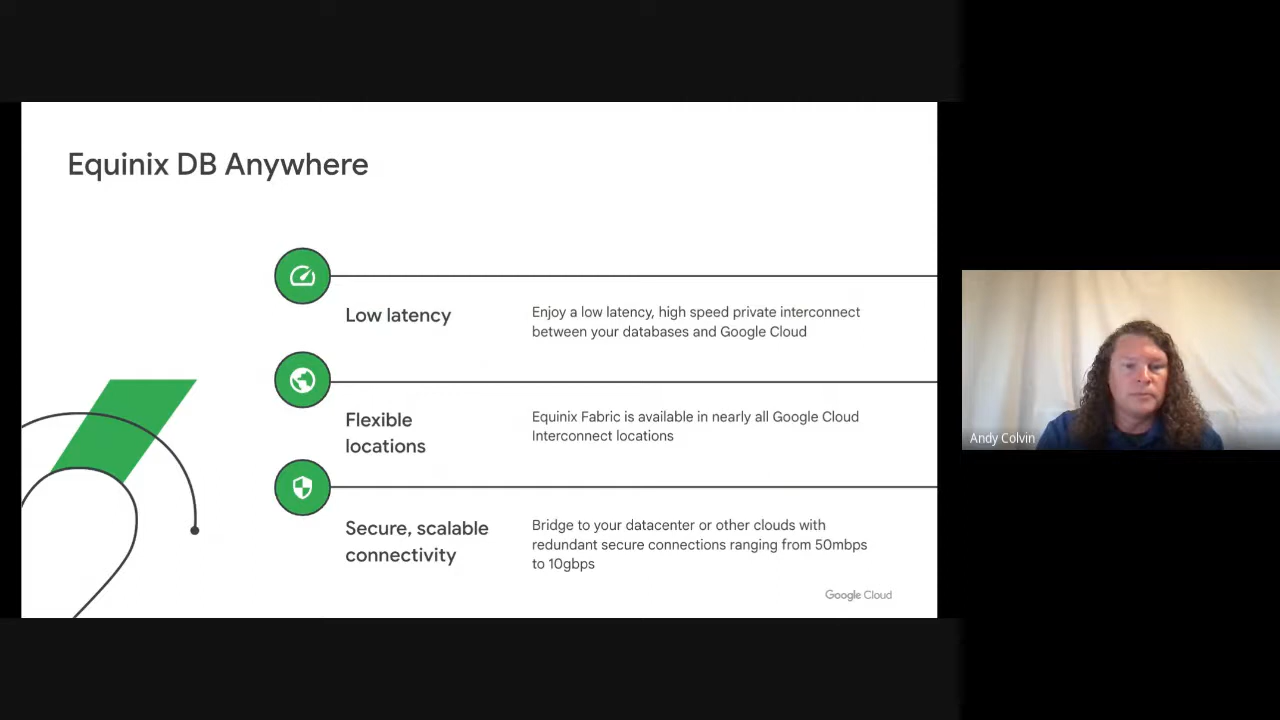 Equinix DB Anywhere
Low latency
Enjoy a low latency, high speed private interconnect
between your databases and Google Cloud
Flexible
locations
Equinix Fabric is available in nearly all Google Cloud
Interconnect locations
Secure, scalable
connectivity
Bridge to your datacenter or other clouds with
redundant secure connections ranging from 50mbps
to 10gbps
Google Cloud
Andy Colvin